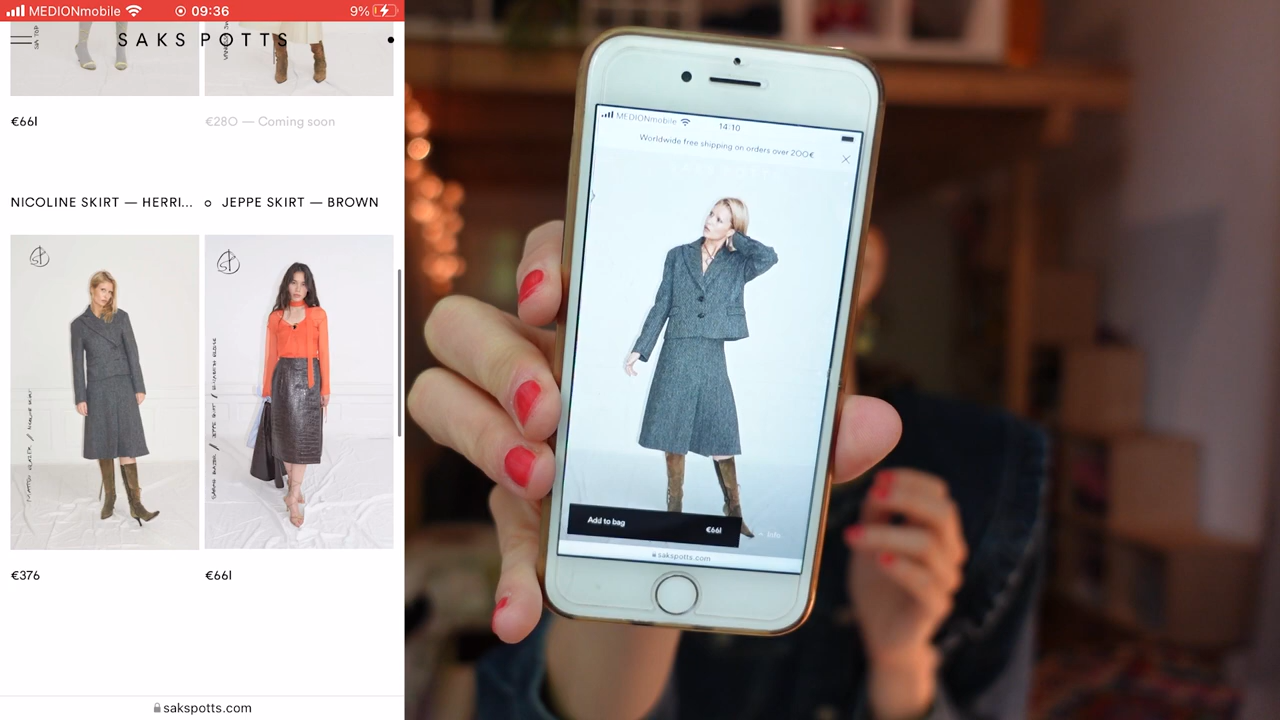 MEDIONmobile 09:36 9%
SAKS POTTS
€661
€280 — Coming soon
NICOLINE SKIRT — HERRI...
JEPPE SKIRT — BROWN
€376
€661
sakspotts.com
MEDIONmobile 14:10
Worldwide free shipping on orders over 200€
Add to bag €661
Info
sakspotts.com